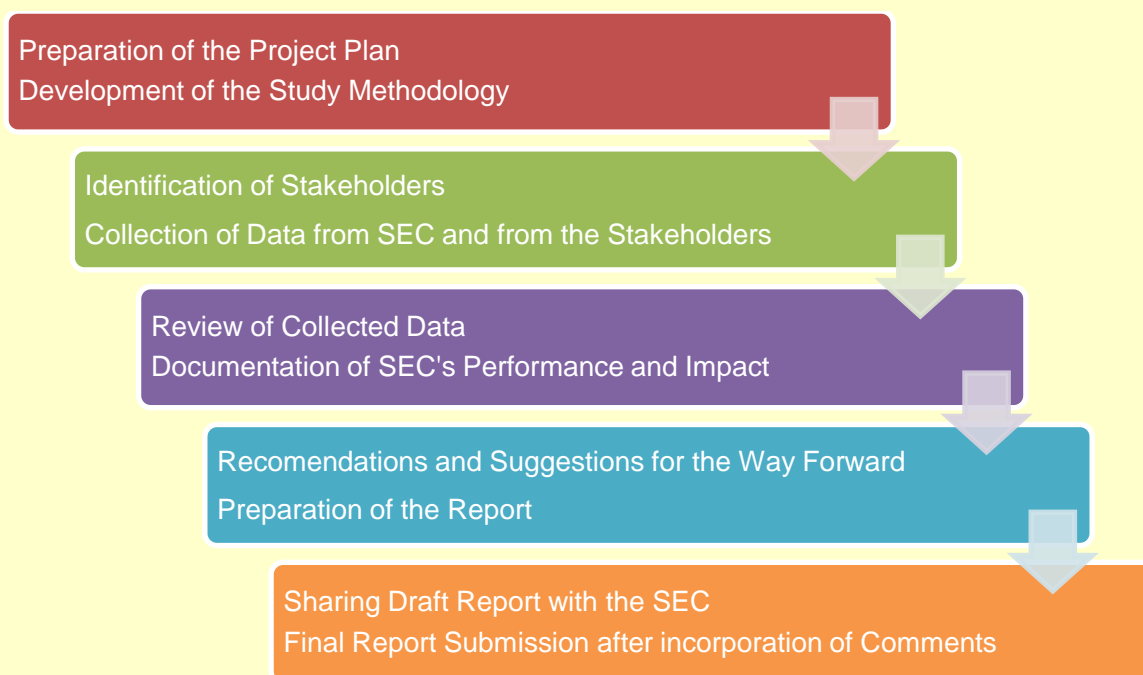 Preparation of the Project Plan
Development of the Study Methodology
Identification of Stakeholders
Collection of Data from SEC and from the Stakeholders
Review of Collected Data
Documentation of SEC's Performance and Impact
Recomendations and Suggestions for the Way Forward
Preparation of the Report
Sharing Draft Report with the SEC
Final Report Submission after incorporation of Comments